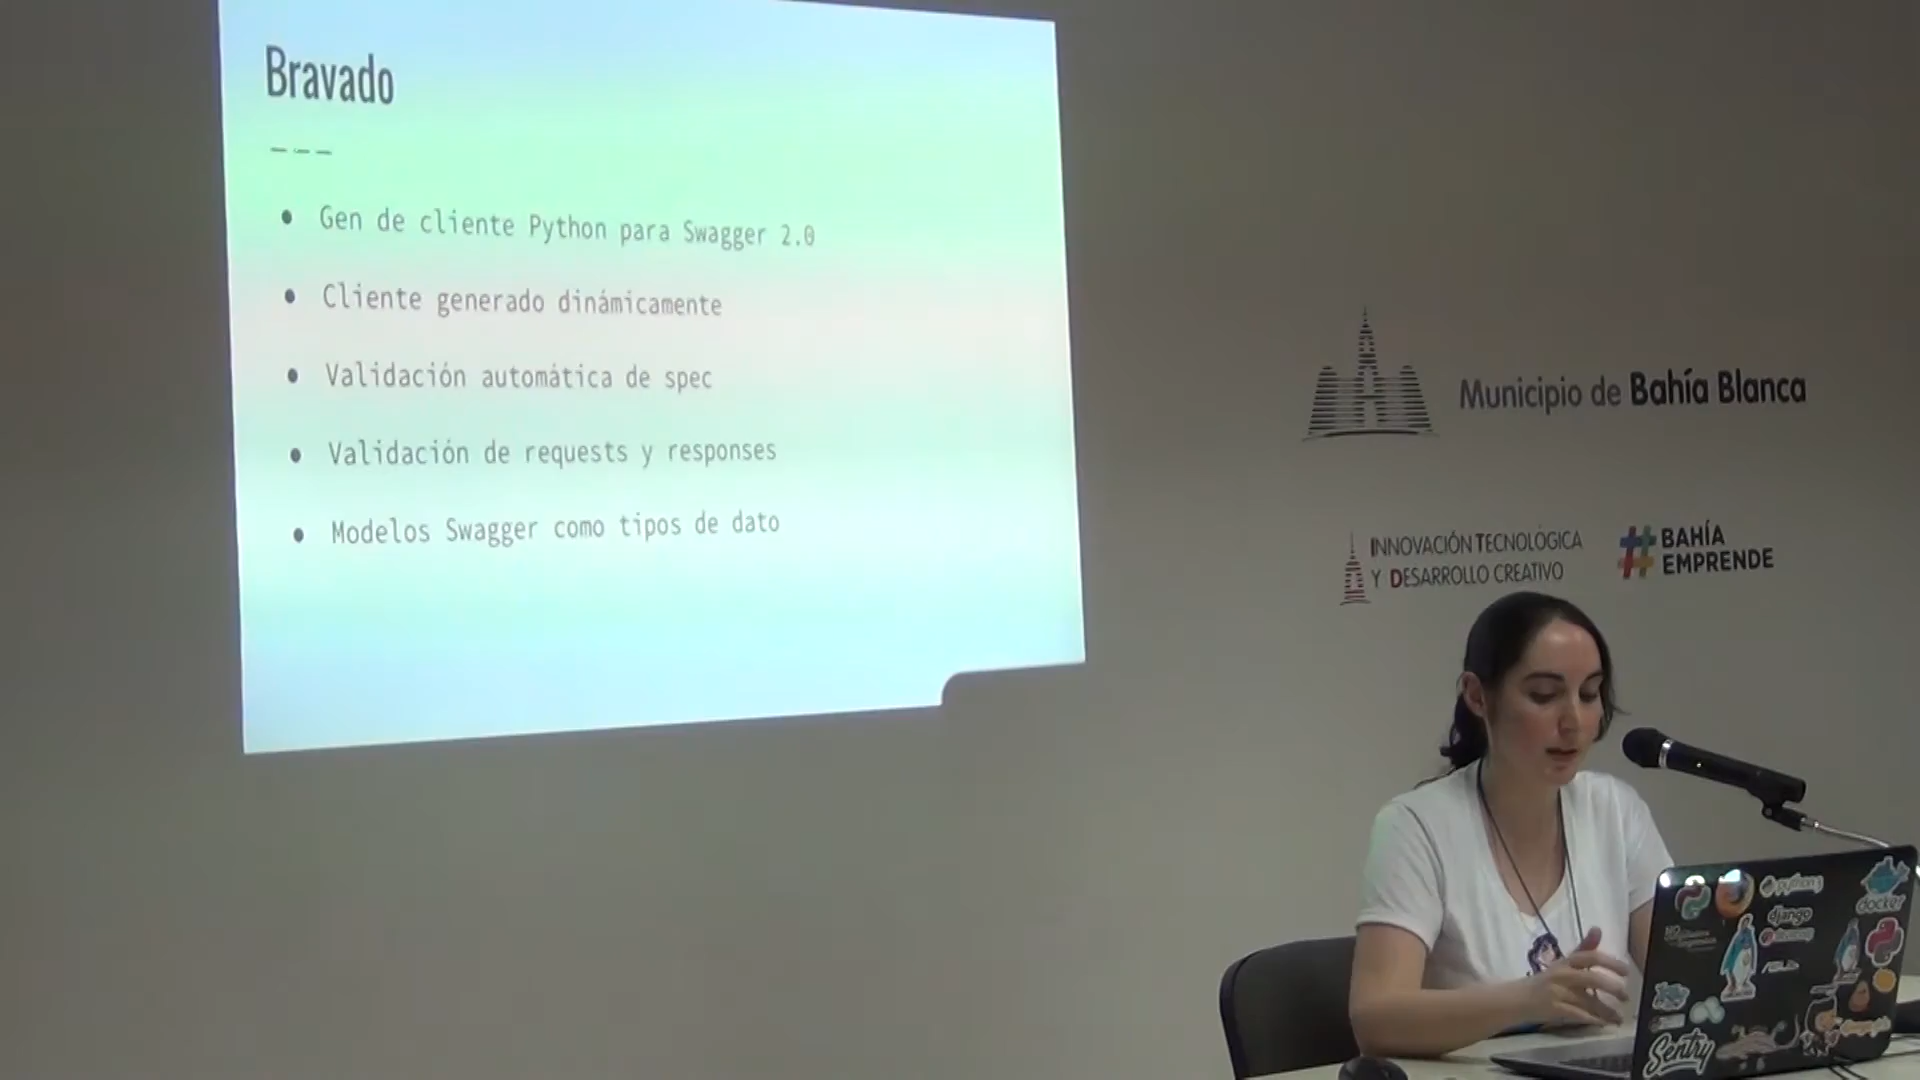 Bravado
Gen de cliente Python para Swagger 2.0
Cliente generado dinámicamente
Validación automática de spec
Validación de requests y responses
Modelos Swagger como tipos de dato
Municipio de Bahía Blanca
INNOVACIÓN TECNOLÓGICA
Y DESARROLLO CREATIVO
BAHÍA
EMPRENDE
python
docker
django
Sentry